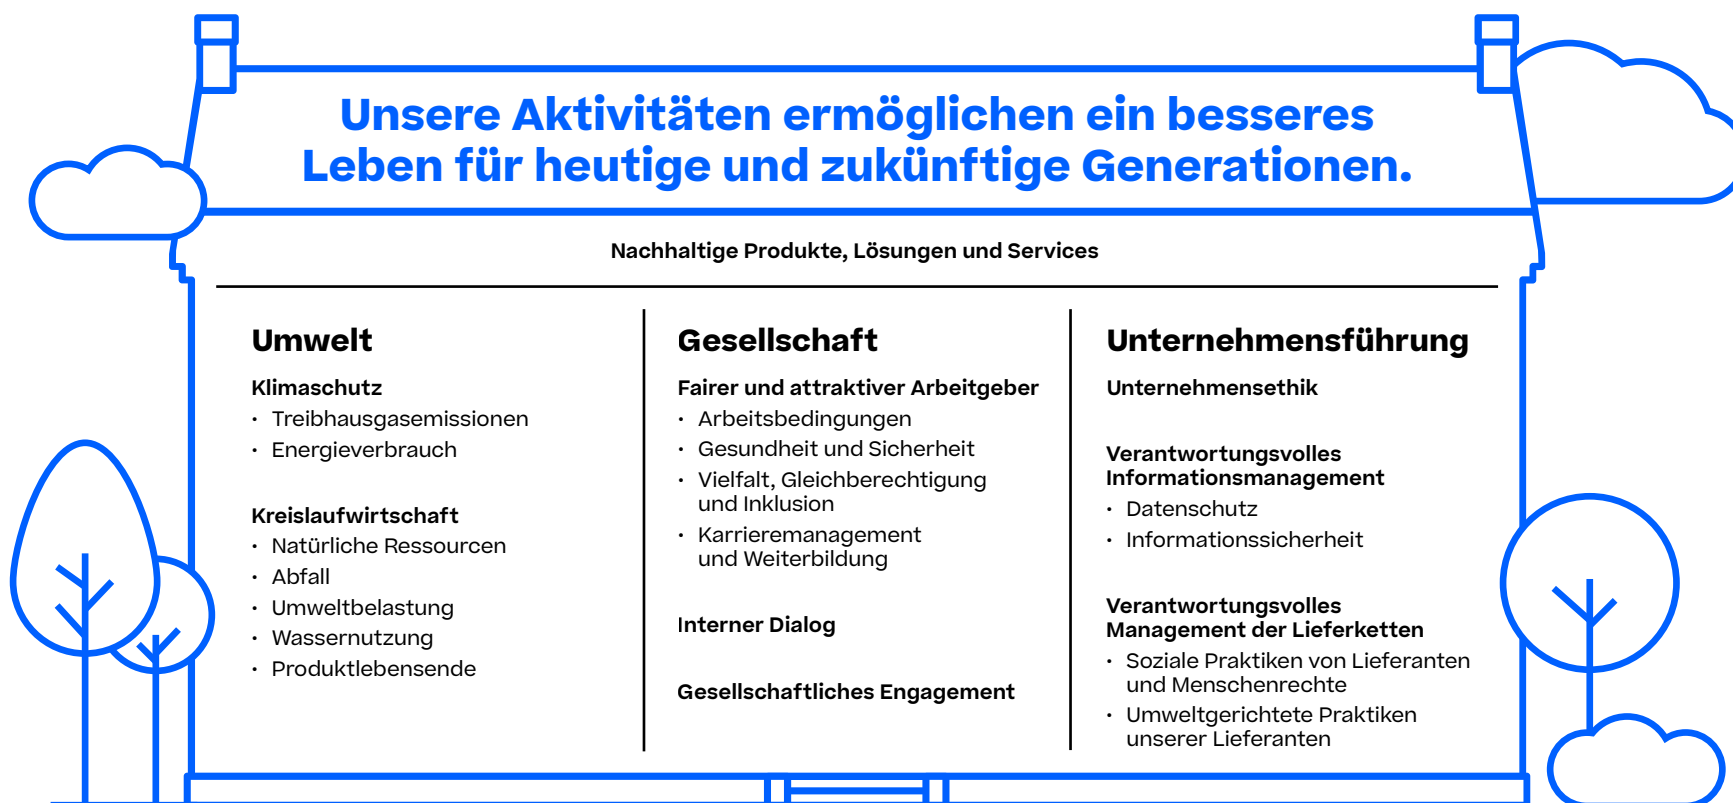 Unsere Aktivitäten ermöglichen ein besseres
Leben für heutige und zukünftige Generationen.
Nachhaltige Produkte, Lösungen und Services
Umwelt
Klimaschutz
· Treibhausgasemissionen
· Energieverbrauch
Kreislaufwirtschaft
· Natürliche Ressourcen
· Abfall
· Umweltbelastung
· Wassernutzung
· Produktlebensende
Gesellschaft
Fairer und attraktiver Arbeitgeber
· Arbeitsbedingungen
· Gesundheit und Sicherheit
· Vielfalt, Gleichberechtigung
und Inklusion
· Karrieremanagement
und Weiterbildung
Interner Dialog
Gesellschaftliches Engagement
Unternehmensführung
Unternehmensethik
Verantwortungsvolles
Informationsmanagement
· Datenschutz
· Informationssicherheit
Verantwortungsvolles
Management der Lieferketten
· Soziale Praktiken von Lieferanten
und Menschenrechte
· Umweltgerichtete Praktiken
unserer Lieferanten